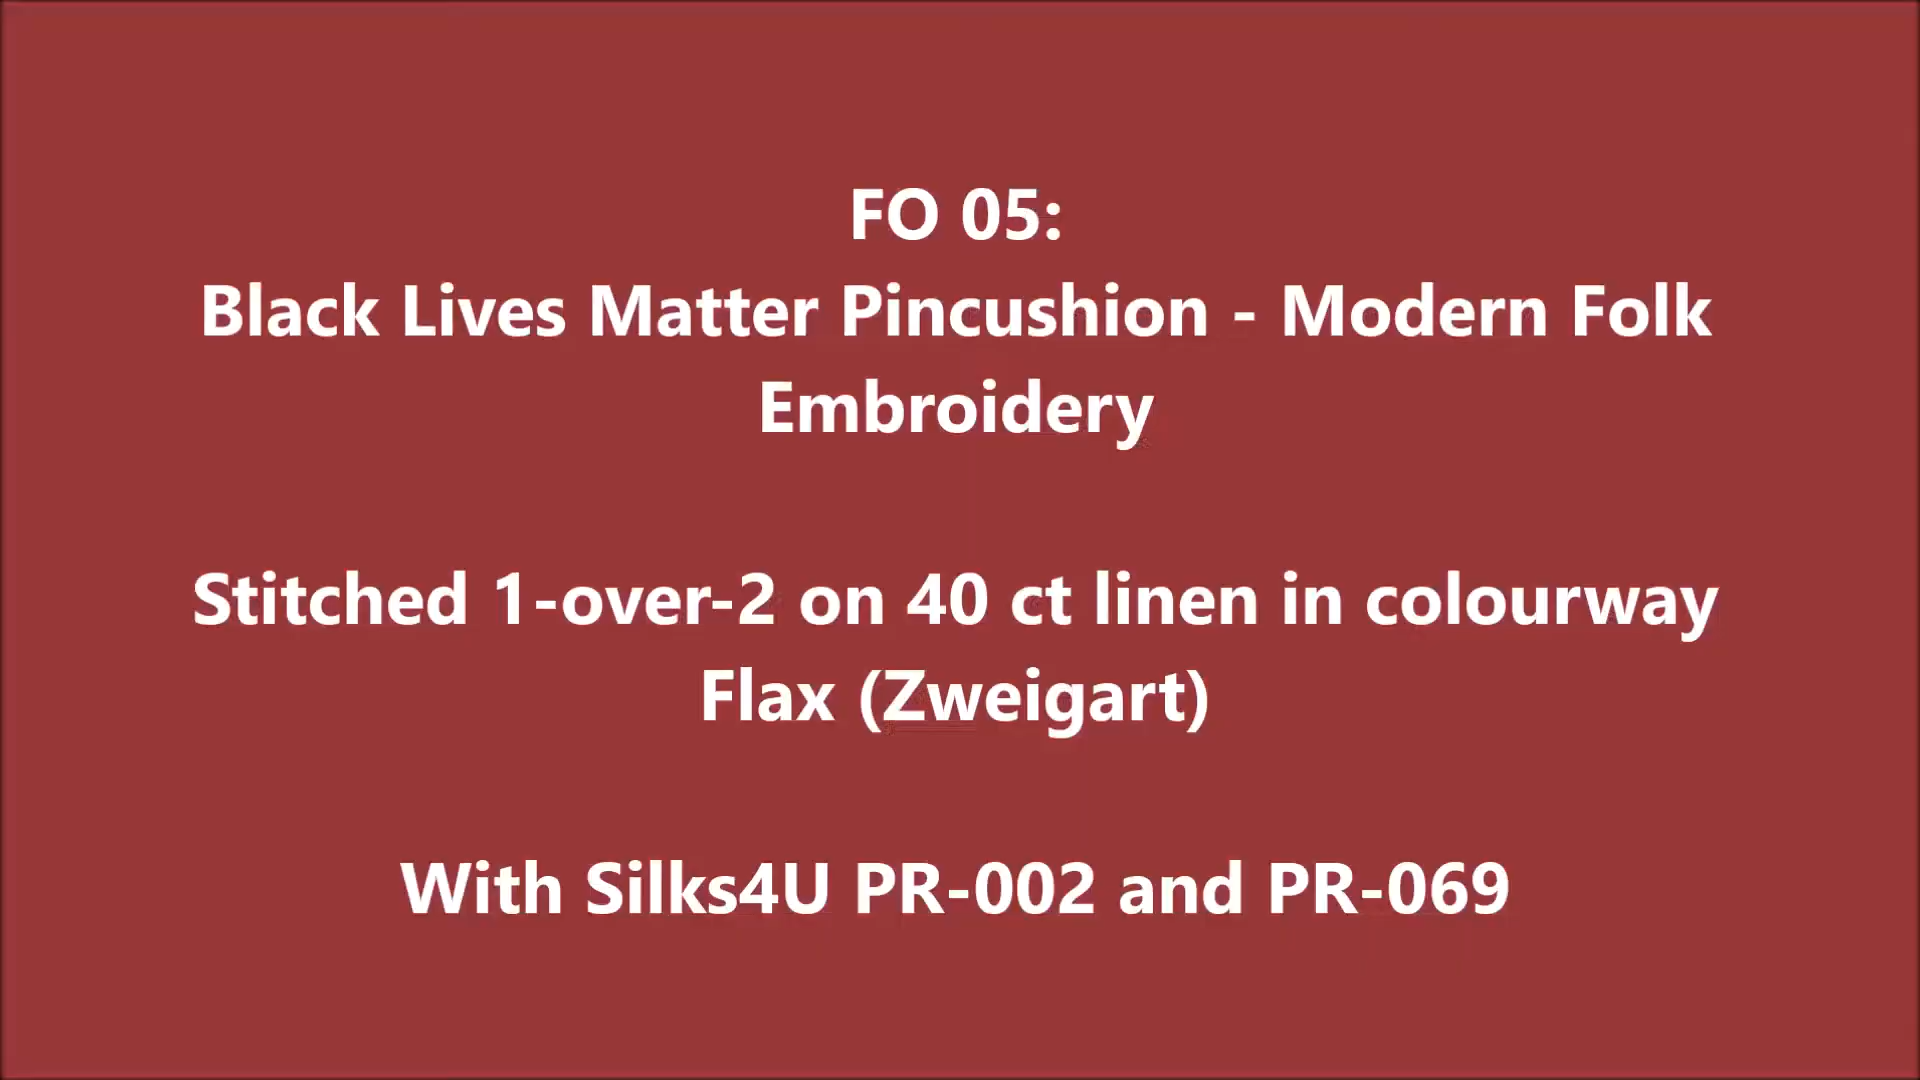 FO 05:
Black Lives Matter Pincushion - Modern Folk
Embroidery
Stitched 1-over-2 on 40 ct linen in colourway
Flax (Zweigart)
With Silks4U PR-002 and PR-069